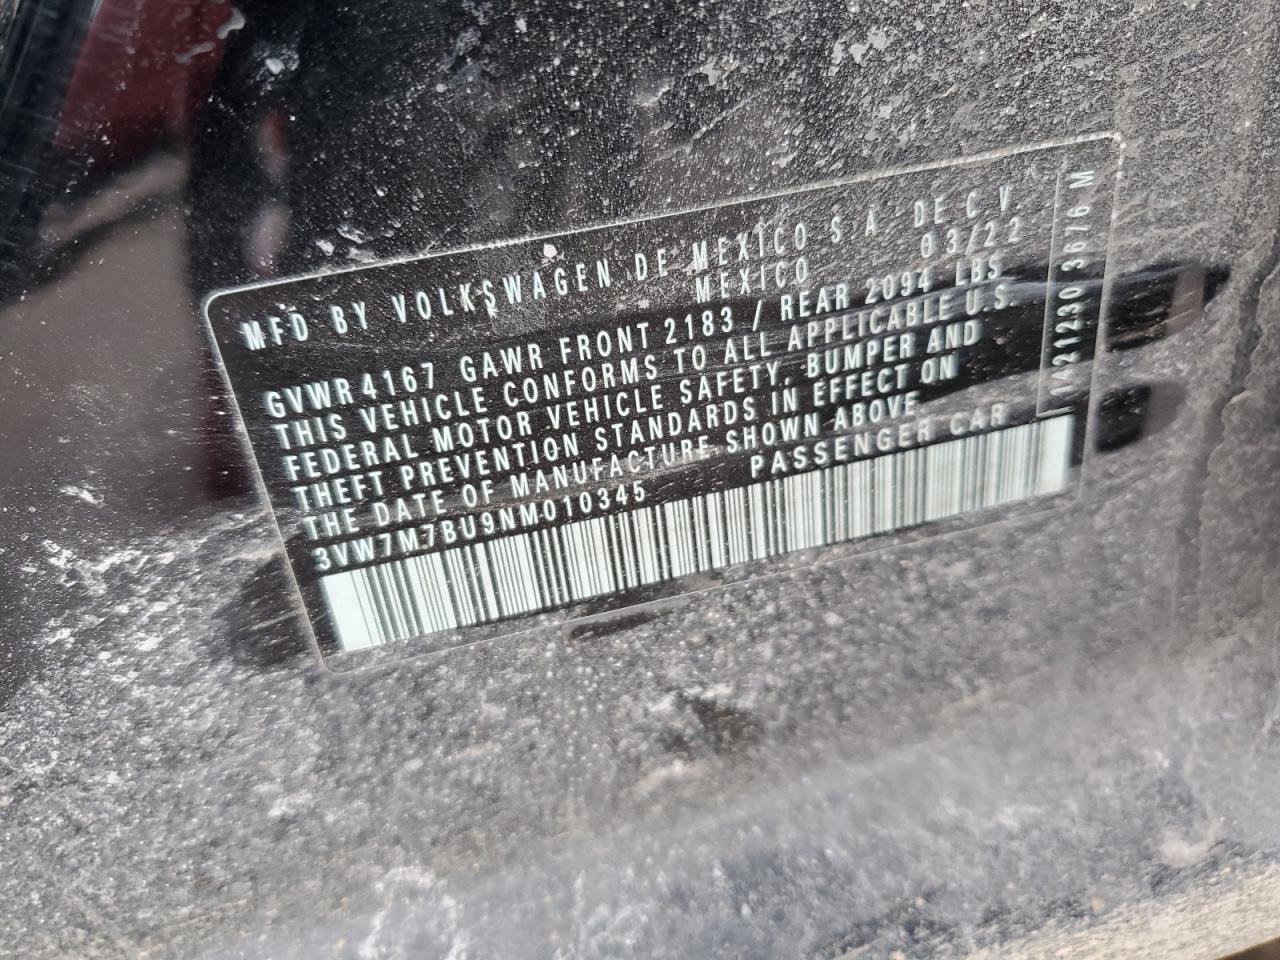 MFD BY VOLKSWAGEN DE MEXICO S A DE C V
MEXICO 03/22
GVWR 4167 GAWR FRONT 2183 / REAR 2094 LBS
THIS VEHICLE CONFORMS TO ALL APPLICABLE U.S.
FEDERAL MOTOR VEHICLE SAFETY, BUMPER AND
THEFT PREVENTION STANDARDS IN EFFECT ON
THE DATE OF MANUFACTURE SHOWN ABOVE.
3VW7M7BU9NM010345 PASSENGER CAR
3676 M